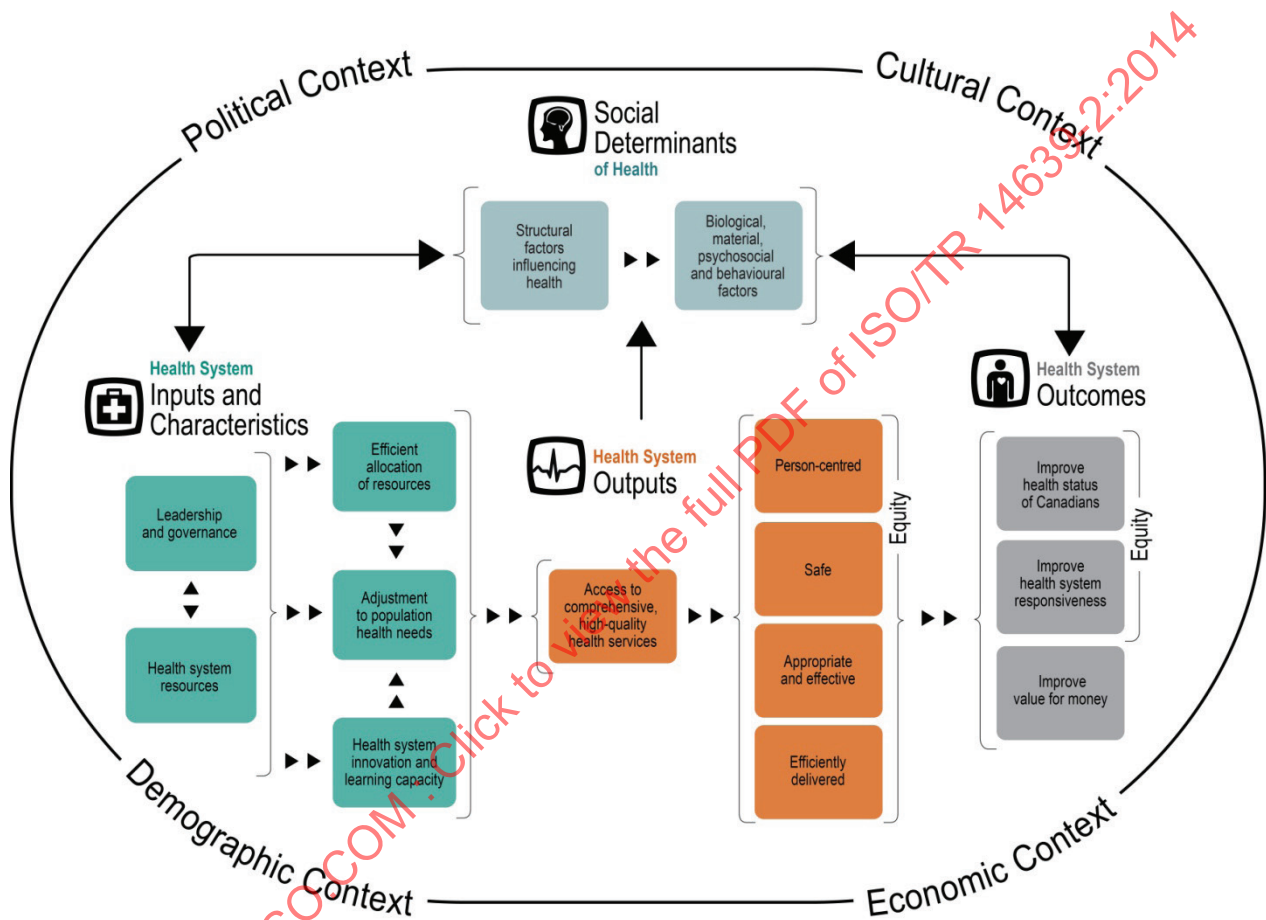 Political Context
Cultural Context
Social
Determinants
of Health
Structural
factors
influencing
health
Biological,
material,
psychosocial
and behavioural
factors
Health System
Inputs and
Characteristics
Leadership
and governance
Health system
resources
Efficient
allocation
of resources
Adjustment
to population
health needs
Health system
innovation and
learning capacity
Health System
Outputs
Access to
comprehensive,
high-quality
health services
Person-centred
Safe
Appropriate
and effective
Efficiently
delivered
Equity
Health System
Outcomes
Improve
health status
of Canadians
Improve
health system
responsiveness
Improve
value for money
Equity
Demographic Context
Economic Context
SO.COM : Click to view the full PDF of ISO/TR 14639-2:2014